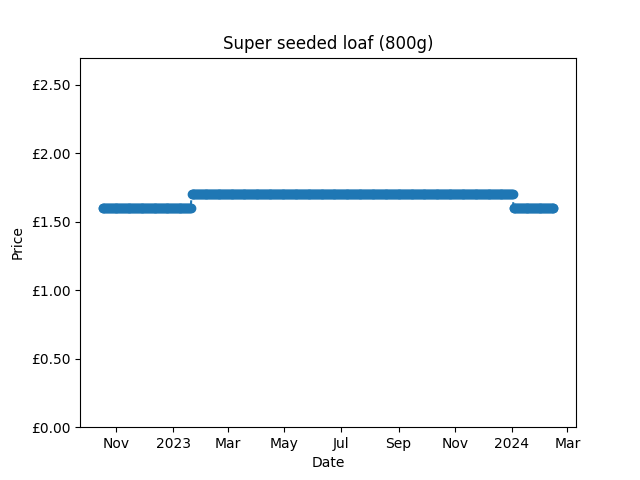 Super seeded loaf (800g)
£2.50
£2.00
£1.50
£1.00
£0.50
£0.00
Price
Nov 2023 Mar May Jul Sep Nov 2024 Mar
Date